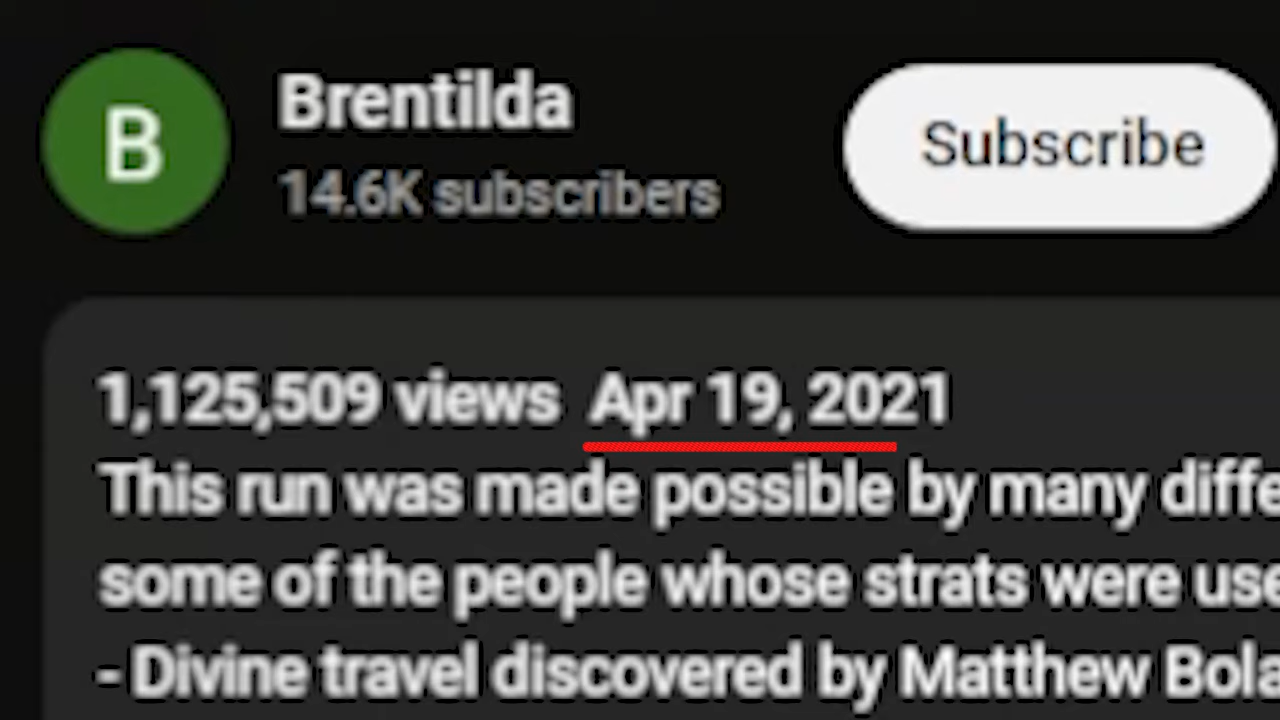 B
Brentilda
14.6K subscribers
Subscribe
1,125,509 views Apr 19, 2021
This run was made possible by many diffe
some of the people whose strats were use
- Divine travel discovered by Matthew Bola